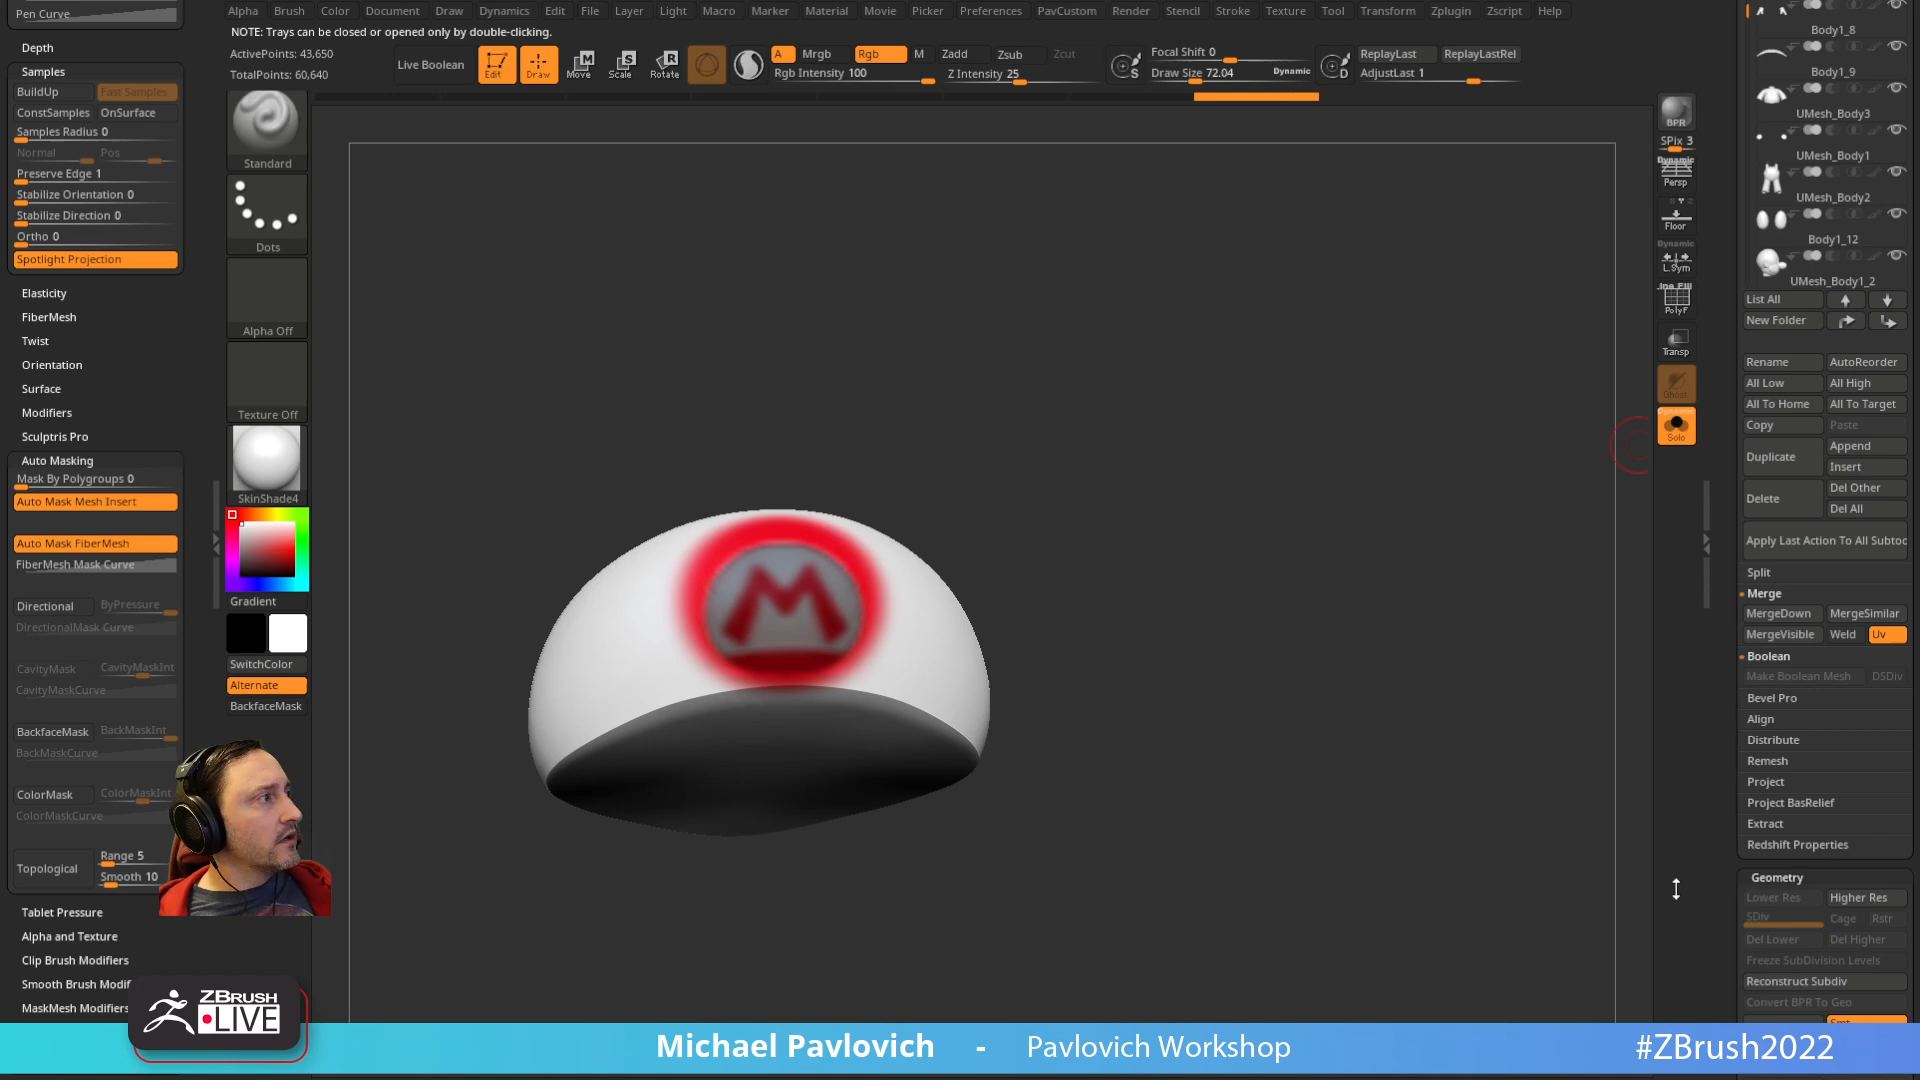 Alpha Brush Color Document Draw Dynamics Edit File Layer Light Macro Marker Material Movie Picker Preferences PavCustom Render Stencil Stroke Texture Tool Transform Zplugin Zscript Help
NOTE: Trays can be closed or opened only by double-clicking.
ActivePoints: 43,650
TotalPoints: 60,640
Live Boolean
Edit
Draw
Move
Scale
Rotate
A
Mrgb
Rgb
M
Zadd
Zsub
Zcut
Rgb Intensity 100
Z Intensity 25
Focal Shift 0
Draw Size 72.04
Dynamic
S
D
ReplayLast
ReplayLastRel
AdjustLast 1
Pen Curve
Depth
Samples
BuildUp
Fast Samples
ConstSamples
OnSurface
Samples Radius 0
Normal
Pos
Preserve Edge 1
Stabilize Orientation 0
Stabilize Direction 0
Ortho 0
Spotlight Projection
Elasticity
FiberMesh
Twist
Orientation
Surface
Modifiers
Sculptris Pro
Auto Masking
Mask By Polygroups 0
Auto Mask Mesh Insert
Auto Mask FiberMesh
FiberMesh Mask Curve
Directional
ByPressure
DirectionalMask Curve
CavityMask
CavityMaskInt
CavityMaskCurve
BackfaceMask
BackMaskInt
BackMaskCurve
ColorMask
ColorMaskInt
ColorMaskCurve
Topological
Range 5
Smooth 10
Tablet Pressure
Alpha and Texture
Clip Brush Modifiers
Smooth Brush Modif
MaskMesh Modifiers
Standard
Dots
Alpha Off
Texture Off
SkinShade4
Gradient
SwitchColor
Alternate
BackfaceMask
M
BPR
SPix 3
Dynamic
Persp
Floor
Dynamic
L.Sym
Line Fill
PolyF
Transp
Ghost
Dynamic
Solo
Body1_8
Body1_9
UMesh_Body3
UMesh_Body1
UMesh_Body2
Body1_12
UMesh_Body1_2
List All
New Folder
Rename
AutoReorder
All Low
All High
All To Home
All To Target
Copy
Paste
Duplicate
Append
Insert
Delete
Del Other
Del All
Apply Last Action To All Subtoo
Split
Merge
MergeDown
MergeSimilar
MergeVisible
Weld
Uv
Boolean
Make Boolean Mesh
DSDiv
Bevel Pro
Align
Distribute
Remesh
Project
Project BasRelief
Extract
Redshift Properties
Geometry
Lower Res
Higher Res
SDiv
Cage
Rstr
Del Lower
Del Higher
Freeze SubDivision Levels
Reconstruct Subdiv
Convert BPR To Geo
Smt
ZBRUSH
LIVE
Michael Pavlovich - Pavlovich Workshop
#ZBrush2022